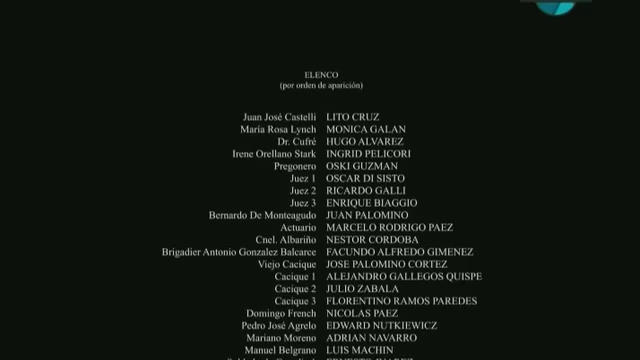 ELENCO
(por orden de aparición)
Juan José Castelli LITO CRUZ
María Rosa Lynch MONICA GALAN
Dr. Cufré HUGO ALVAREZ
Irene Orellano Stark INGRID PELICORI
Pregonero OSKI GUZMAN
Juez 1 OSCAR DI SISTO
Juez 2 RICARDO GALLI
Juez 3 ENRIQUE BIAGGIO
Bernardo De Monteagudo JUAN PALOMINO
Actuario MARCELO RODRIGO PAEZ
Cnel. Albariño NESTOR CORDOBA
Brigadier Antonio Gonzalez Balcarce FACUNDO ALFREDO GIMENEZ
Viejo Cacique JOSE PALOMINO CORTEZ
Cacique 1 ALEJANDRO GALLEGOS QUISPE
Cacique 2 JULIO ZABALA
Cacique 3 FLORENTINO RAMOS PAREDES
Domingo French NICOLAS PAEZ
Pedro José Agrelo EDWARD NUTKIEWICZ
Mariano Moreno ADRIAN NAVARRO
Manuel Belgrano LUIS MACHIN